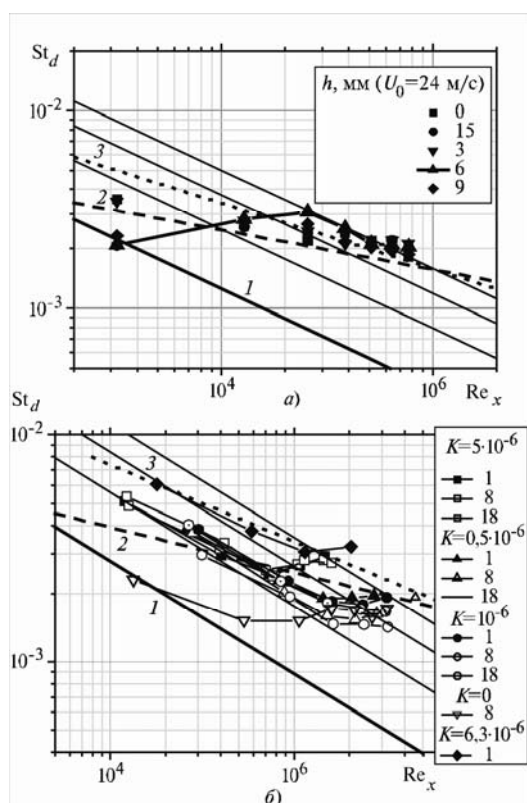 St_d
h, мм (U_0=24 м/с)
0
15
3
6
9
10^-2
3
2
10^-3
1
10^4
10^6
а)
Re_x
St_d
10^-2
3
2
1
10^-3
10^4
10^6
б)
Re_x
K=5·10^-6
1
8
18
K=0,5·10^-6
1
8
18
K=10^-6
1
8
18
K=0
8
K=6,3·10^-6
1